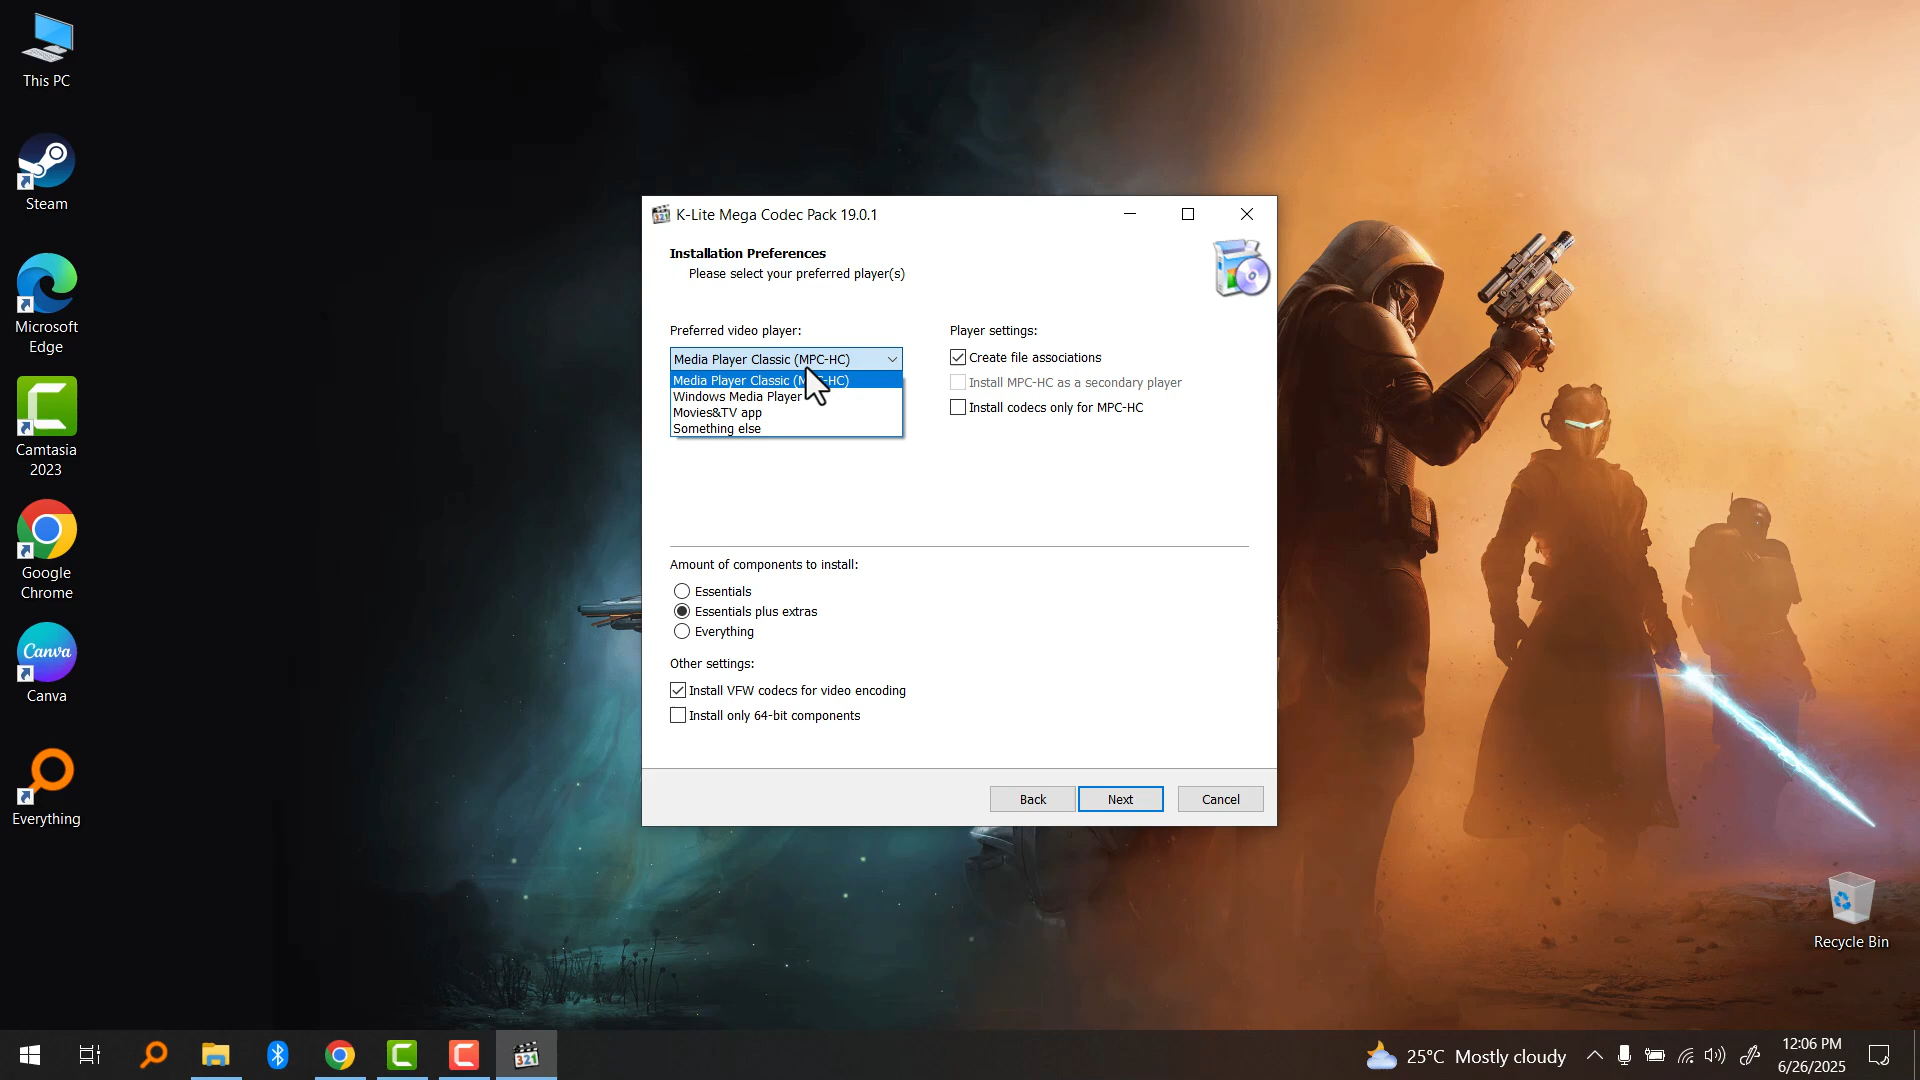 This PC
Steam
Microsoft
Edge
Camtasia
2023
Google
Chrome
Canva
Canva
Everything
K-Lite Mega Codec Pack 19.0.1
Installation Preferences
Please select your preferred player(s)
Preferred video player:
Media Player Classic (MPC-HC)
Media Player Classic (MPC-HC)
Windows Media Player
Movies&TV app
Something else
Player settings:
Create file associations
Install MPC-HC as a secondary player
Install codecs only for MPC-HC
Amount of components to install:
Essentials
Essentials plus extras
Everything
Other settings:
Install VFW codecs for video encoding
Install only 64-bit components
Back
Next
Cancel
Recycle Bin
321
25°C Mostly cloudy
12:06 PM
6/26/2025